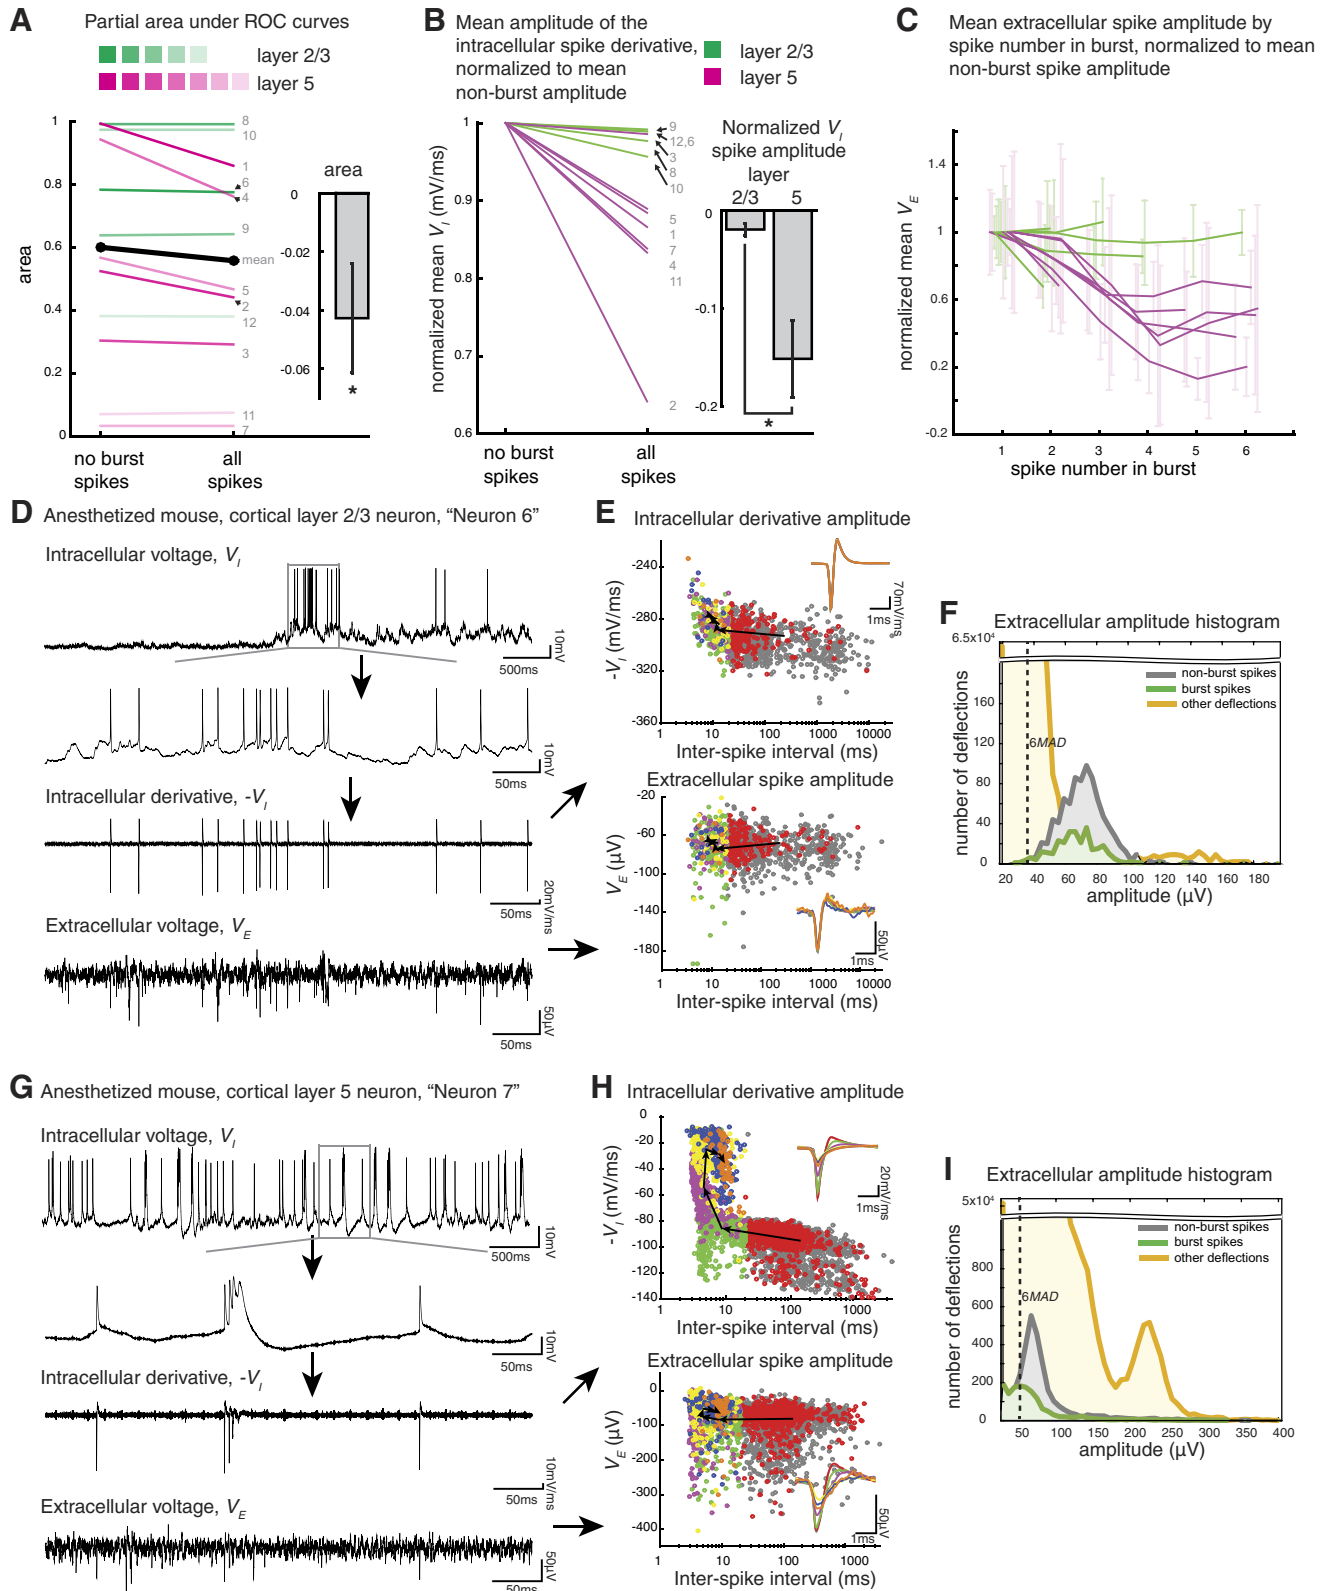 A
Partial area under ROC curves
layer 2/3
layer 5
1
0.8
0.6
0.4
0.2
0
area
8
10
1
6
4
9
mean
5
2
12
3
11
7
no burst spikes
all spikes
area
0
-0.02
-0.04
-0.06
*
B
Mean amplitude of the
intracellular spike derivative,
normalized to mean
non-burst amplitude
layer 2/3
layer 5
1
0.9
0.8
0.7
0.6
normalized mean V_I (mV/ms)
9
12,6
3
8
10
5
1
7
4
11
2
no burst spikes
all spikes
Normalized V_I
spike amplitude
layer
2/3 5
0
-0.1
-0.2
*
C
Mean extracellular spike amplitude by
spike number in burst, normalized to mean
non-burst spike amplitude
1.4
1
0.6
0.2
-0.2
normalized mean V_E
1 2 3 4 5 6
spike number in burst
D
Anesthetized mouse, cortical layer 2/3 neuron, “Neuron 6”
Intracellular voltage, V_I
10mV
500ms
10mV
50ms
Intracellular derivative, -V_I
20mV/ms
50ms
Extracellular voltage, V_E
50µV
50ms
E
Intracellular derivative amplitude
-240
-280
-320
-360
-V_I (mV/ms)
70mV/ms
1ms
1 10 100 1000 10000
Inter-spike interval (ms)
Extracellular spike amplitude
-20
-60
-100
-140
-180
V_E (µV)
50µV
1ms
1 10 100 1000 10000
Inter-spike interval (ms)
F
Extracellular amplitude histogram
6.5x10⁴
160
120
80
40
0
number of deflections
non-burst spikes
burst spikes
other deflections
6MAD
20 40 60 80 100 120 140 160 180
amplitude (µV)
G
Anesthetized mouse, cortical layer 5 neuron, “Neuron 7”
Intracellular voltage, V_I
10mV
500ms
10mV
50ms
Intracellular derivative, -V_I
10mV/ms
50ms
Extracellular voltage, V_E
50µV
50ms
H
Intracellular derivative amplitude
0
-20
-40
-60
-80
-100
-120
-140
-V_I (mV/ms)
20mV/ms
1ms
1 10 100 1000
Inter-spike interval (ms)
Extracellular spike amplitude
0
-100
-200
-300
-400
V_E (µV)
50µV
1ms
1 10 100 1000
Inter-spike interval (ms)
I
Extracellular amplitude histogram
5x10⁴
800
600
400
200
0
number of deflections
non-burst spikes
burst spikes
other deflections
6MAD
50 100 150 200 250 300 350 400
amplitude (µV)